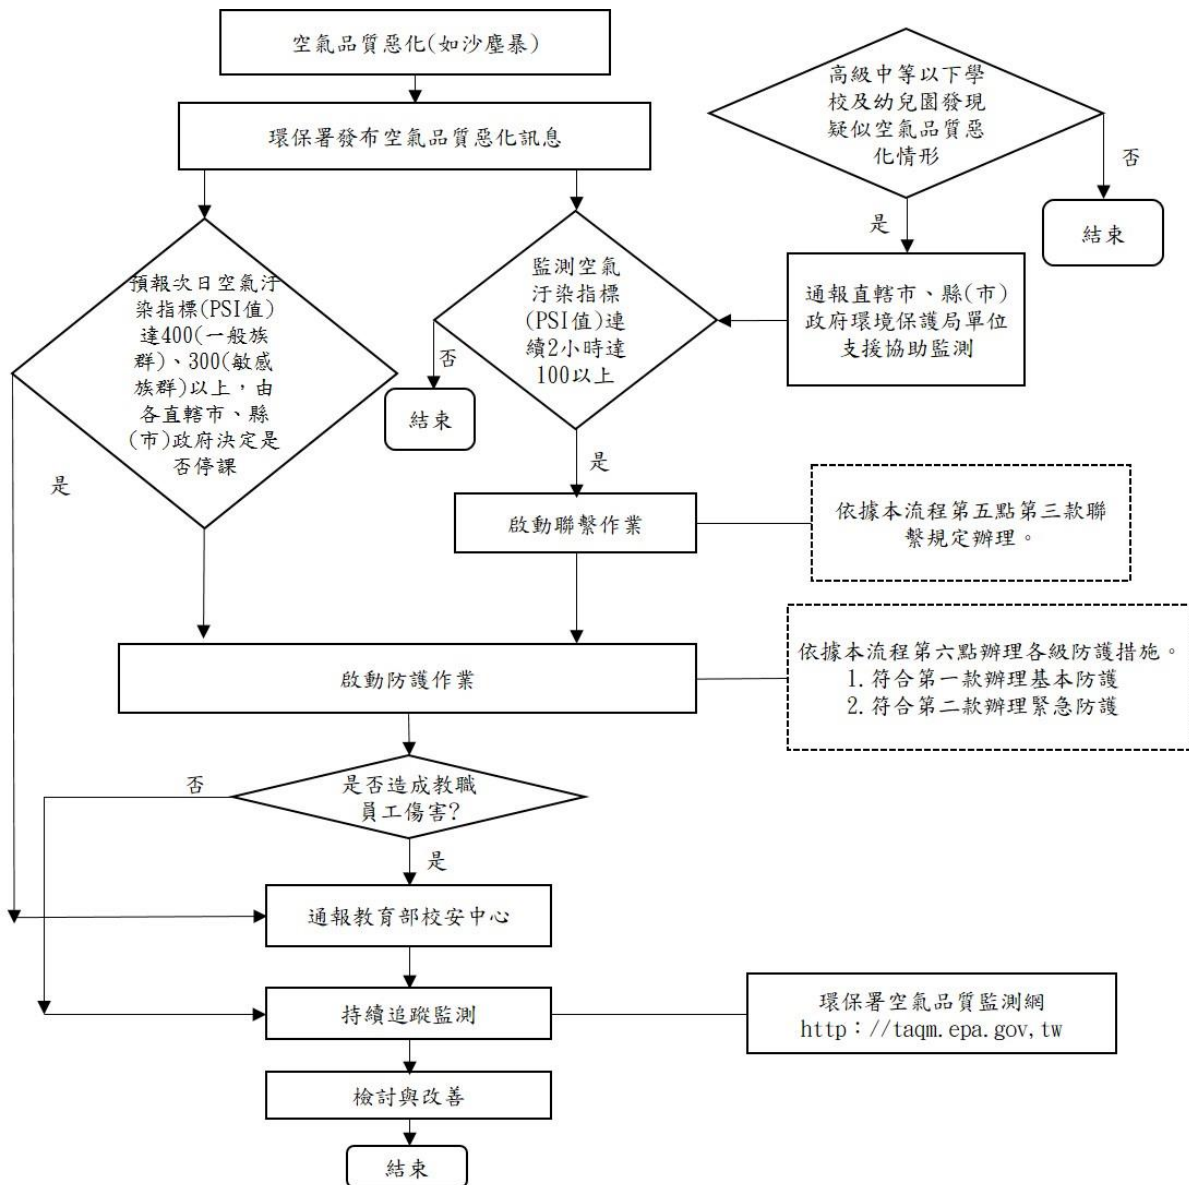 空氣品質惡化(如沙塵暴)
環保署發布空氣品質惡化訊息
高級中等以下學
校及幼兒園發現
疑似空氣品質惡
化情形
否
結束
是
通報直轄市、縣(市)
政府環境保護局單位
支援協助監測
預報次日空氣汙
染指標(PSI值)
達400(一般族
群)、300(敏感
族群)以上，由
各直轄市、縣
(市)政府決定是
否停課
是
監測空氣
汙染指標
(PSI值)連
續2小時達
100以上
否
結束
是
啟動聯繫作業
依據本流程第五點第三款聯
繫規定辦理。
啟動防護作業
依據本流程第六點辦理各級防護措施。
1.符合第一款辦理基本防護
2.符合第二款辦理緊急防護
是否造成教職
員工傷害?
否
是
通報教育部校安中心
持續追蹤監測
環保署空氣品質監測網
http：//taqm.epa.gov,tw
檢討與改善
結束